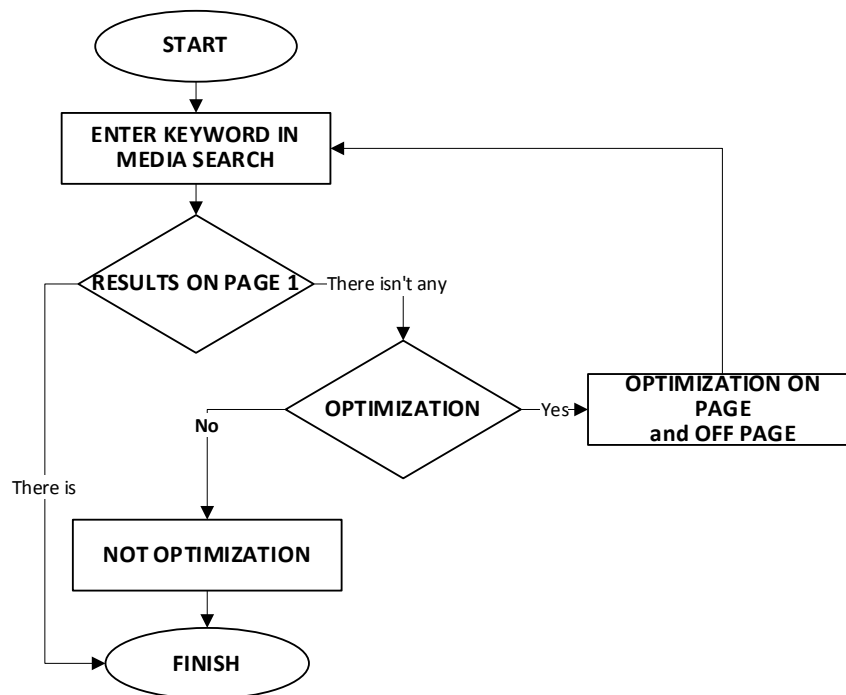 START
ENTER KEYWORD IN
MEDIA SEARCH
RESULTS ON PAGE 1
There isn't any
OPTIMIZATION
Yes
OPTIMIZATION ON
PAGE
and OFF PAGE
No
There is
NOT OPTIMIZATION
FINISH